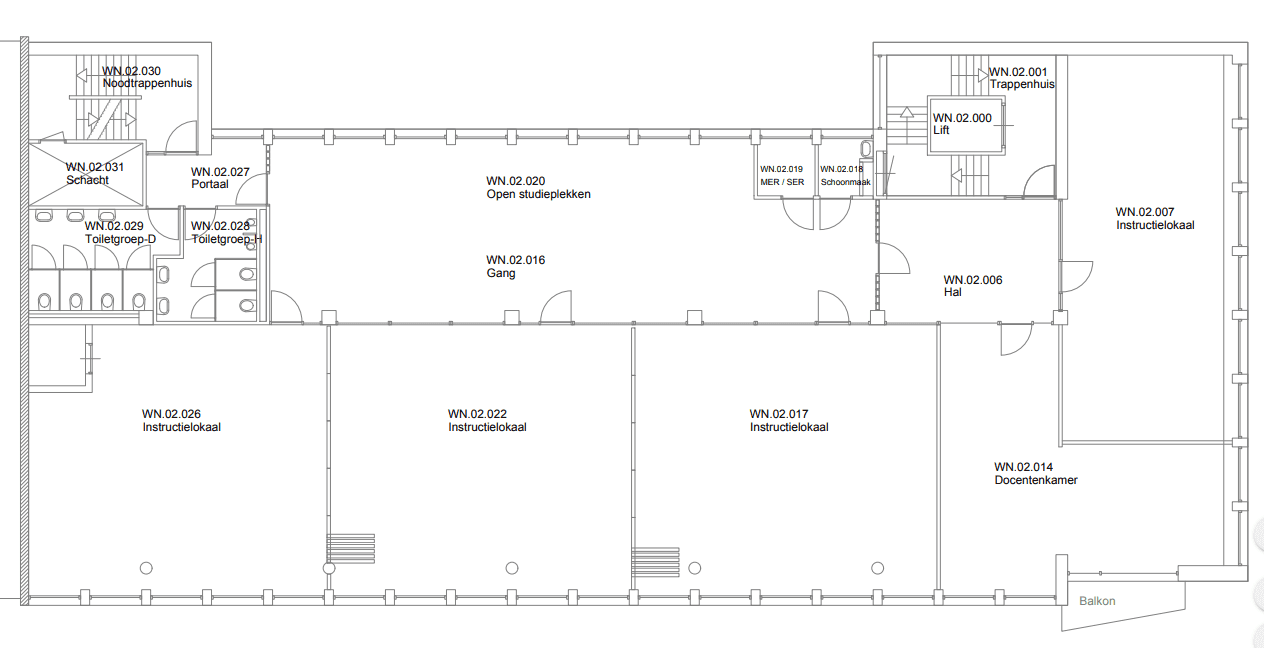 WN.02.030
Noodtrappenhuis
WN.02.001
Trappenhuis
WN.02.000
Lift
WN.02.031
Schacht
WN.02.027
Portaal
WN.02.020
Open studieplekken
WN.02.019
MER / SER
WN.02.018
Schoonmaak
WN.02.007
Instructielokaal
WN.02.029
Toiletgroep-D
WN.02.028
Toiletgroep-H
WN.02.016
Gang
WN.02.006
Hal
WN.02.026
Instructielokaal
WN.02.022
Instructielokaal
WN.02.017
Instructielokaal
WN.02.014
Docentenkamer
Balkon